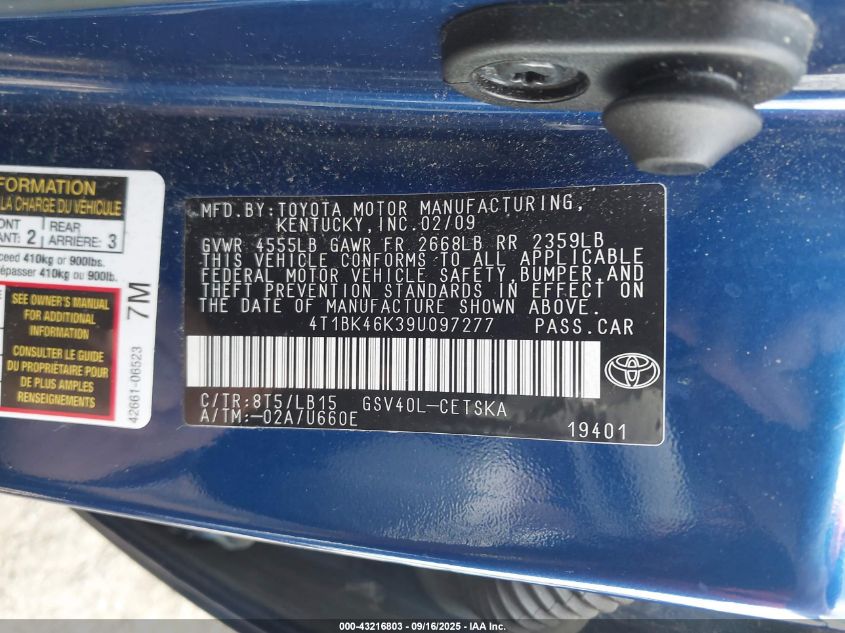 FORMATION
LA CHARGE DU VÉHICULE
ONT
ANT: 2
REAR
ARRIÈRE: 3
ceed 410kg or 900lbs.
épasser 410kg ou 900lb.
SEE OWNER'S MANUAL
FOR ADDITIONAL
INFORMATION
CONSULTER LE GUIDE
DU PROPRIÉTAIRE POUR
DE PLUS AMPLES
RENSEIGNEMENTS
7M
42661-06523
MFD.BY:TOYOTA MOTOR MANUFACTURING,
KENTUCKY,INC.02/09
GVWR 4555LB GAWR FR 2668LB RR 2359LB
THIS VEHICLE CONFORMS TO ALL APPLICABLE
FEDERAL MOTOR VEHICLE SAFETY,BUMPER,AND
THEFT PREVENTION STANDARDS IN EFFECT ON
THE DATE OF MANUFACTURE SHOWN ABOVE.
4T1BK46K39U097277 PASS.CAR
C/TR:8T5/LB15 GSV40L-CETSKA
A/TM:-02A/U660E
19401
000-43216803 - 09/16/2025 - IAA Inc.